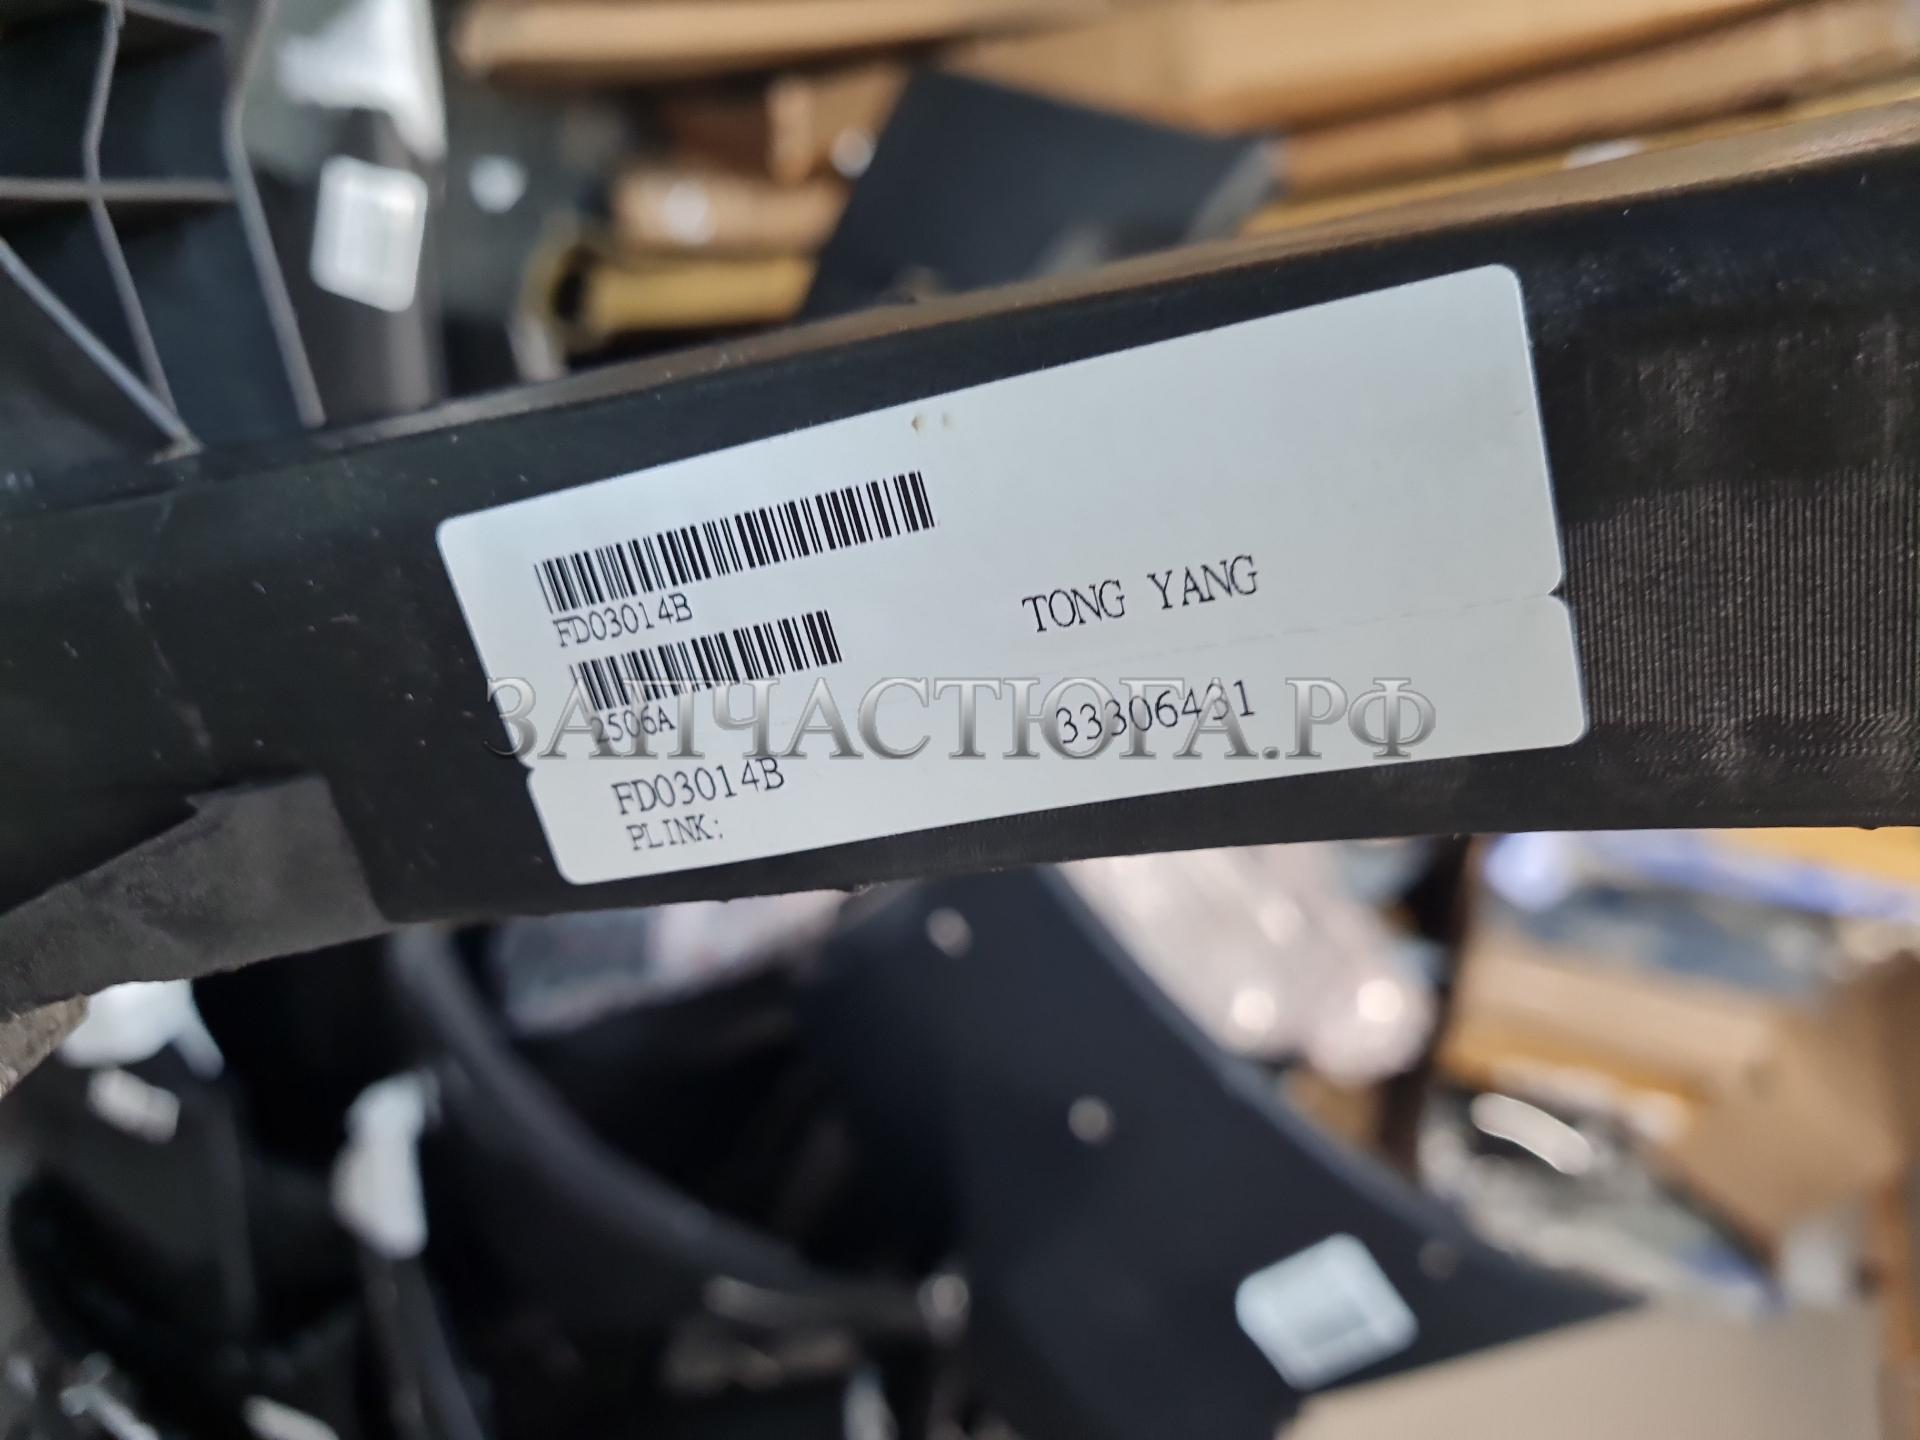 FD03014B
TONG YANG
2506A
33306431
FD03014B
PLINK:
ЗАПЧАСТЮГА.РФ